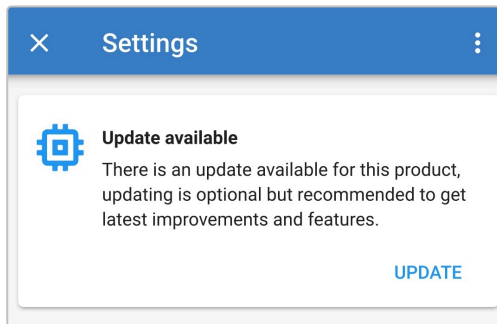 Settings
Update available
There is an update available for this product,
updating is optional but recommended to get
latest improvements and features.
UPDATE